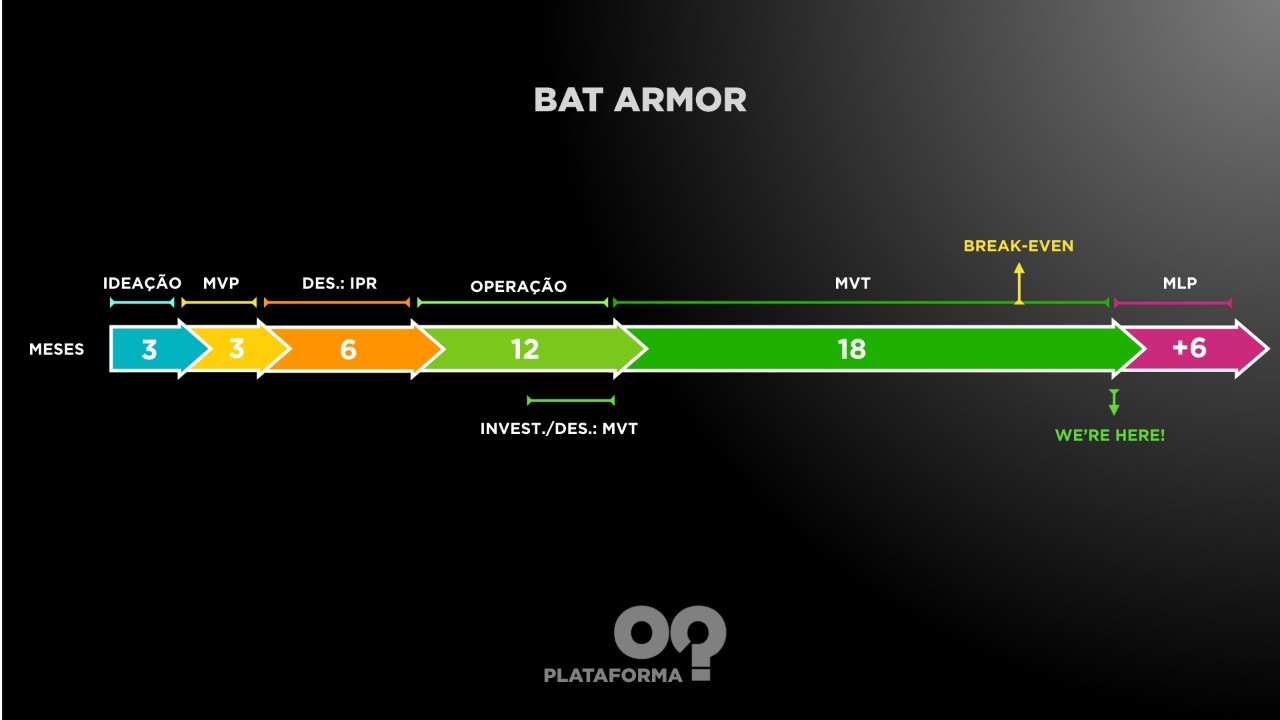 BAT ARMOR
BREAK-EVEN
IDEAÇÃO MVP DES.: IPR OPERAÇÃO MVT MLP
MESES 3 3 6 12 18 +6
INVEST./DES.: MVT
WE'RE HERE!
O?
PLATAFORMA